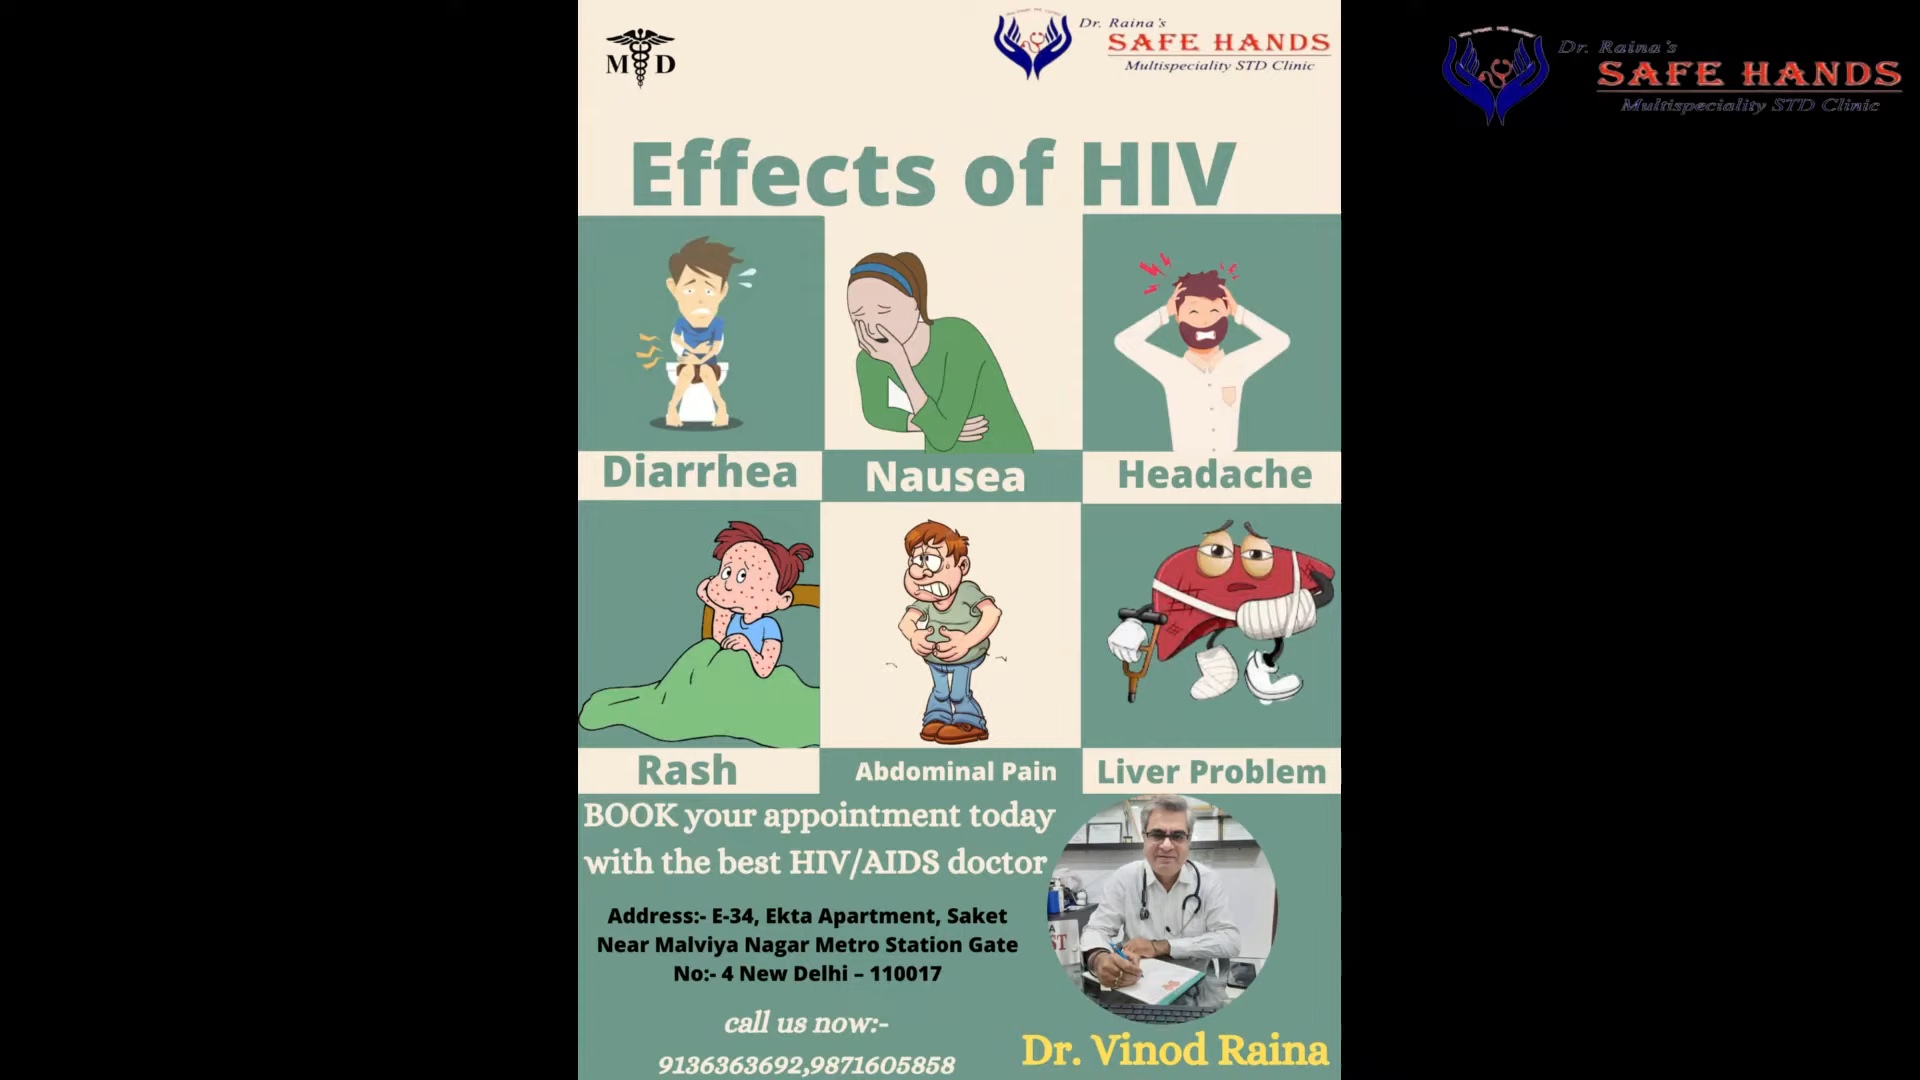 MD
Dr. Raina's
SAFE HANDS
Multispeciality STD Clinic
Dr. Raina's
SAFE HANDS
Multispeciality STD Clinic
Effects of HIV
Diarrhea
Nausea
Headache
Rash
Abdominal Pain
Liver Problem
BOOK your appointment today
with the best HIV/AIDS doctor
Address:- E-34, Ekta Apartment, Saket
Near Malviya Nagar Metro Station Gate
No:- 4 New Delhi – 110017
call us now:-
9136363692,9871605858
Dr. Vinod Raina